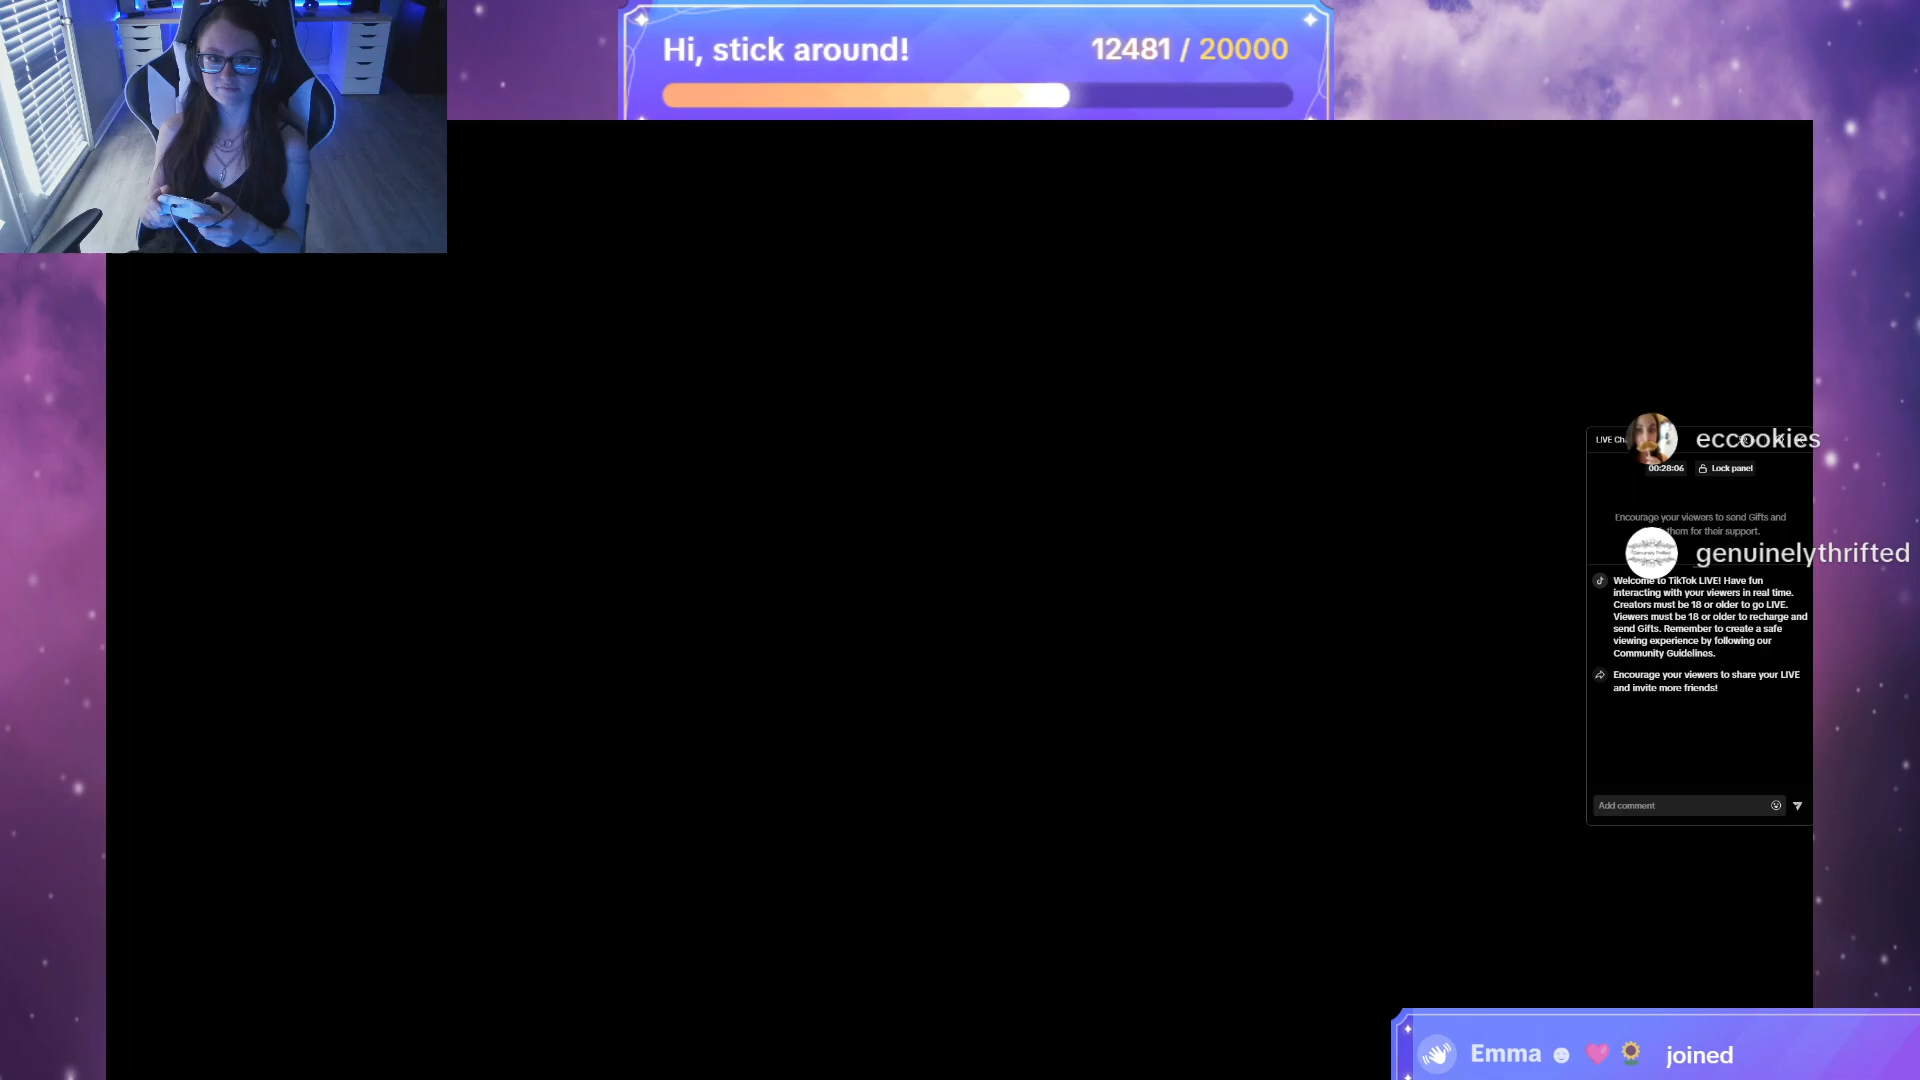 Hi, stick around!
12481 / 20000
eccookies
00:28:06
Lock panel
Encourage your viewers to send Gifts and
them for their support.
genuinelythrifted
Welcome to TikTok LIVE! Have fun
interacting with your viewers in real time.
Creators must be 18 or older to go LIVE.
Viewers must be 18 or older to recharge and
send Gifts. Remember to create a safe
viewing experience by following our
Community Guidelines.
Encourage your viewers to share your LIVE
and invite more friends!
Add comment
Emma ☻ 🩷 🌻 joined